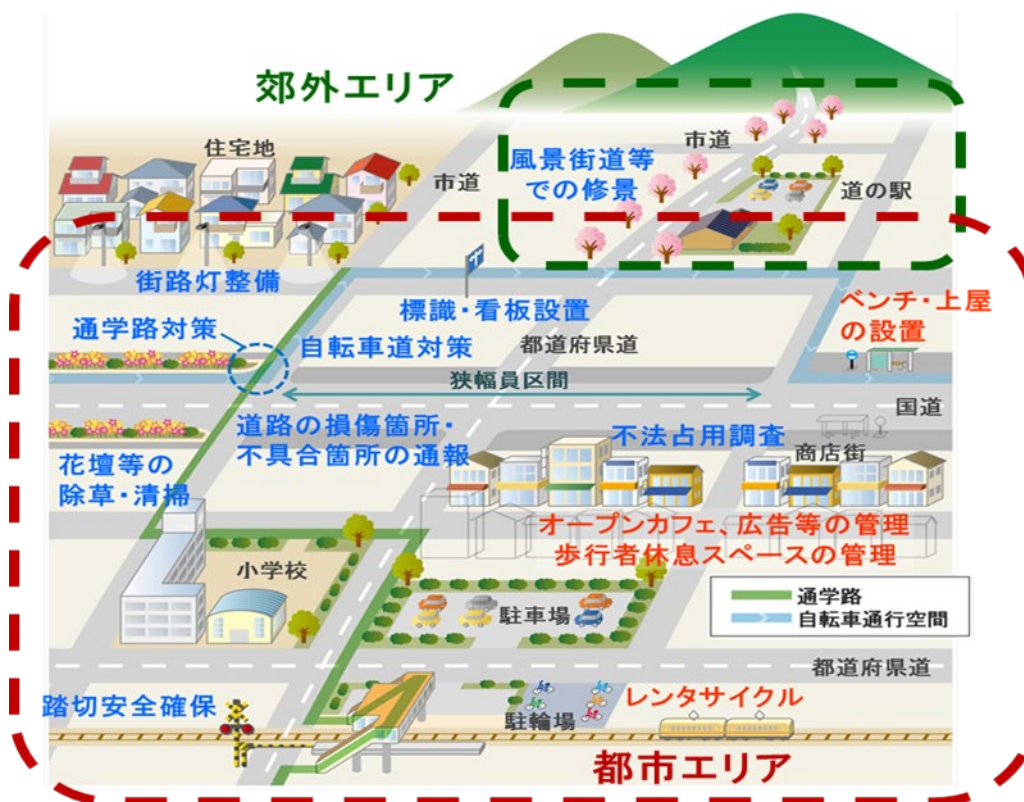 郊外エリア
住宅地
市道
市道
風景街道等
での修景
道の駅
街路灯整備
標識・看板設置
ベンチ・上屋
の設置
通学路対策
自転車道対策
都道府県道
狭幅員区間
国道
道路の損傷箇所・
不具合箇所の通報
不法占用調査
商店街
花壇等の
除草・清掃
オープンカフェ、広告等の管理
歩行者休息スペースの管理
小学校
駐車場
通学路
自転車通行空間
都道府県道
踏切安全確保
駐輪場
レンタサイクル
都市エリア